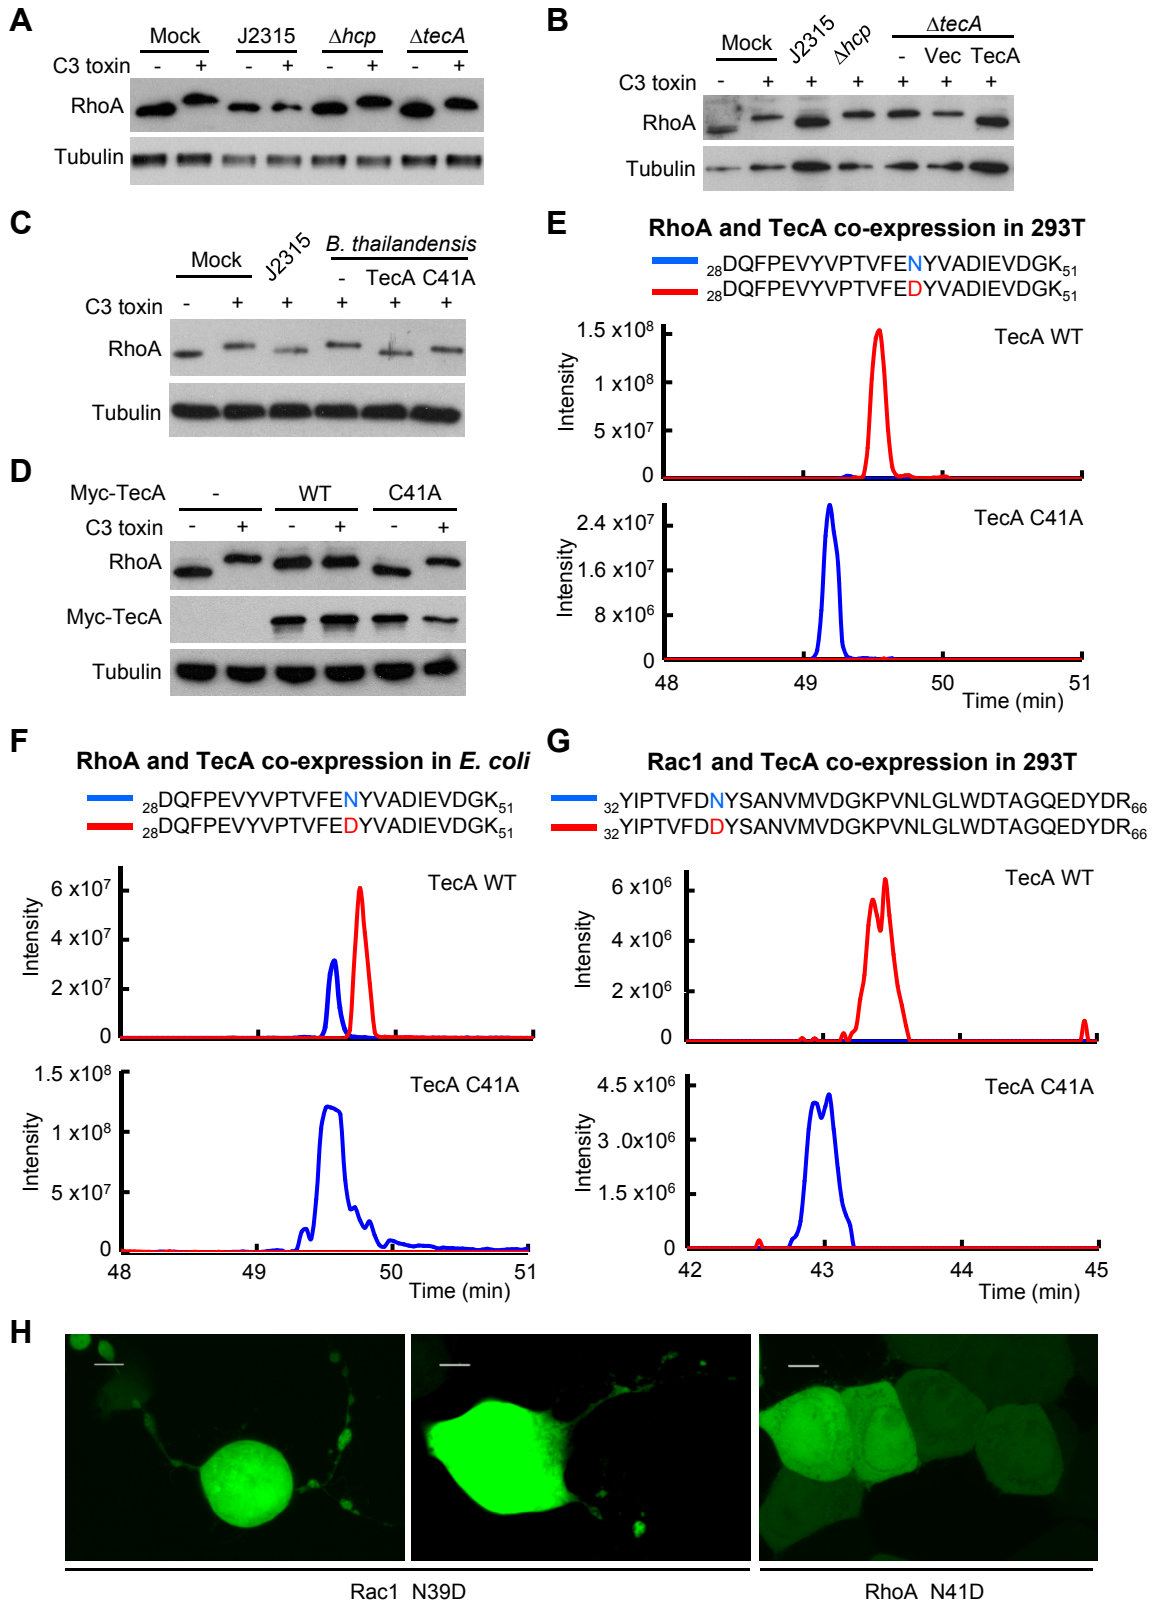 A
Mock J2315 Δhcp ΔtecA
C3 toxin - + - + - + - +
RhoA
Tubulin
B
Mock J2315 Δhcp ΔtecA
- Vec TecA
C3 toxin - + + + + + +
RhoA
Tubulin
C
Mock J2315 B. thailandensis
- TecA C41A
C3 toxin - + + + + +
RhoA
Tubulin
D
Myc-TecA - WT C41A
C3 toxin - + - + - +
RhoA
Myc-TecA
Tubulin
E
RhoA and TecA co-expression in 293T
28DQFPEVYVPTVFENYVADIEVDGK51
28DQFPEVYVPTVFEDYVADIEVDGK51
TecA WT
Intensity
1.5 x10⁸
1 x10⁸
5 x10⁷
0
TecA C41A
Intensity
2.4 x10⁷
1.6 x10⁷
8 x10⁶
0
48 49 50 51
Time (min)
F
RhoA and TecA co-expression in E. coli
28DQFPEVYVPTVFENYVADIEVDGK51
28DQFPEVYVPTVFEDYVADIEVDGK51
TecA WT
Intensity
6 x10⁷
4 x10⁷
2 x10⁷
0
TecA C41A
Intensity
1.5 x10⁸
1 x10⁸
5 x10⁷
0
48 49 50 51
Time (min)
G
Rac1 and TecA co-expression in 293T
32YIPTVFDNYSANVMVDGKPVNLGLWDTAGQEDYDR66
32YIPTVFDDYSANVMVDGKPVNLGLWDTAGQEDYDR66
TecA WT
Intensity
6 x10⁶
4 x10⁶
2 x10⁶
0
TecA C41A
Intensity
4.5 x10⁶
3 .0x10⁶
1.5 x10⁶
0
42 43 44 45
Time (min)
H
Rac1 N39D
RhoA N41D